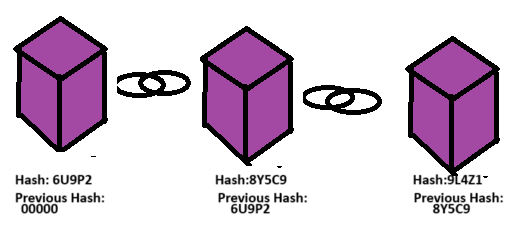 Hash: 6U9P2
Previous Hash:
00000
Hash:8Y5C9
Previous Hash:
6U9P2
Hash:9L4Z1
Previous Hash:
8Y5C9